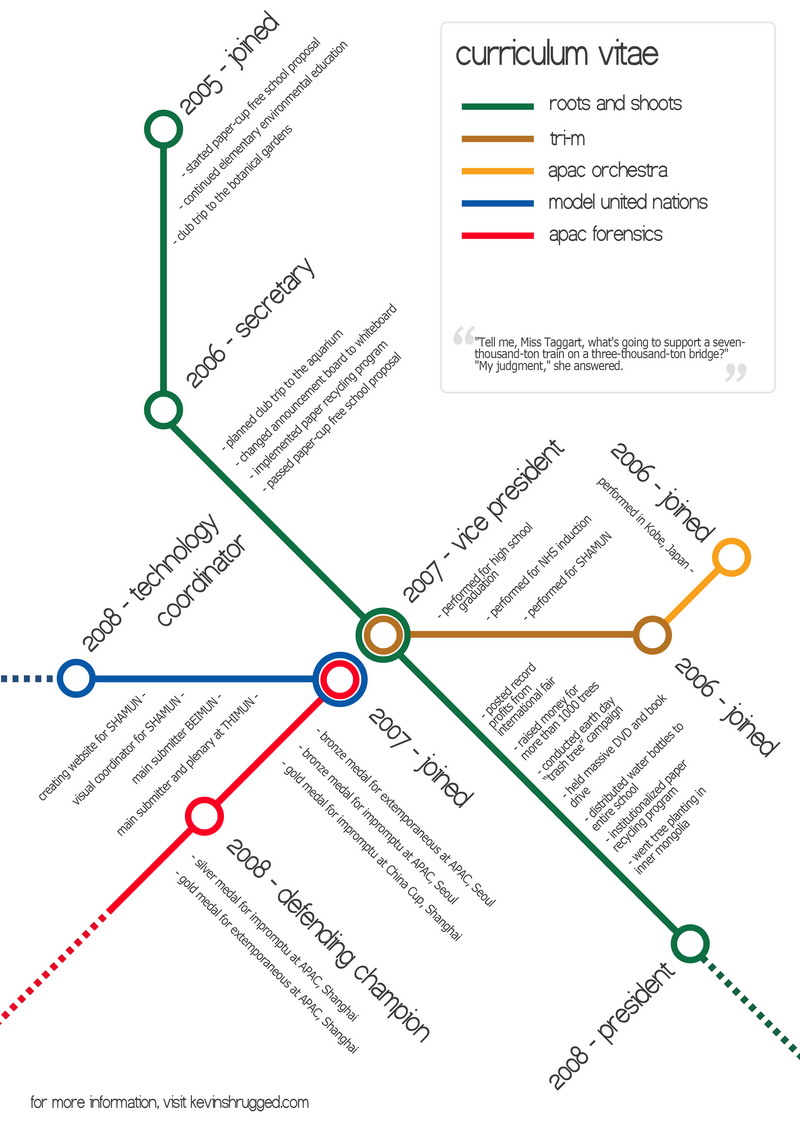 curriculum vitae
roots and shoots
tri-m
apac orchestra
model united nations
apac forensics
"Tell me, Miss Taggart, what's going to support a seven-
thousand-ton train on a three-thousand-ton bridge?"
"My judgment," she answered.
2005 - joined
- started paper-cup free school proposal
- continued elementary environmental education
- club trip to the botanical gardens
2006 - secretary
- planned club trip to the aquarium
- changed announcement board to whiteboard
- implemented paper recycling program
- passed paper-cup free school proposal
2007 - vice president
- performed for high school
graduation
- performed for NHS induction
- performed for SHAMUN
2006 - joined
performed in Kobe, Japan -
2006 - joined
- posted record
profits from
international fair
- raised money for
more than 1000 trees
- conducted earth day
"trash tree" campaign
- held massive DVD and book
drive
- distributed water bottles to
entire school
- institutionalized paper
recycling program
- went tree planting in
inner mongolia
2008 - president
2008 - technology
coordinator
creating website for SHAMUN -
visual coordinator for SHAMUN -
main submitter BEIMUN -
main submitter and plenary at THIMUN -
2007 - joined
- bronze medal for extemporaneous at APAC, Seoul
- bronze medal for impromptu at APAC, Seoul
- gold medal for impromptu at China Cup, Shanghai
2008 - defending champion
- silver medal for impromptu at APAC, Shanghai
- gold medal for extemporaneous at APAC, Shanghai
for more information, visit kevinshrugged.com